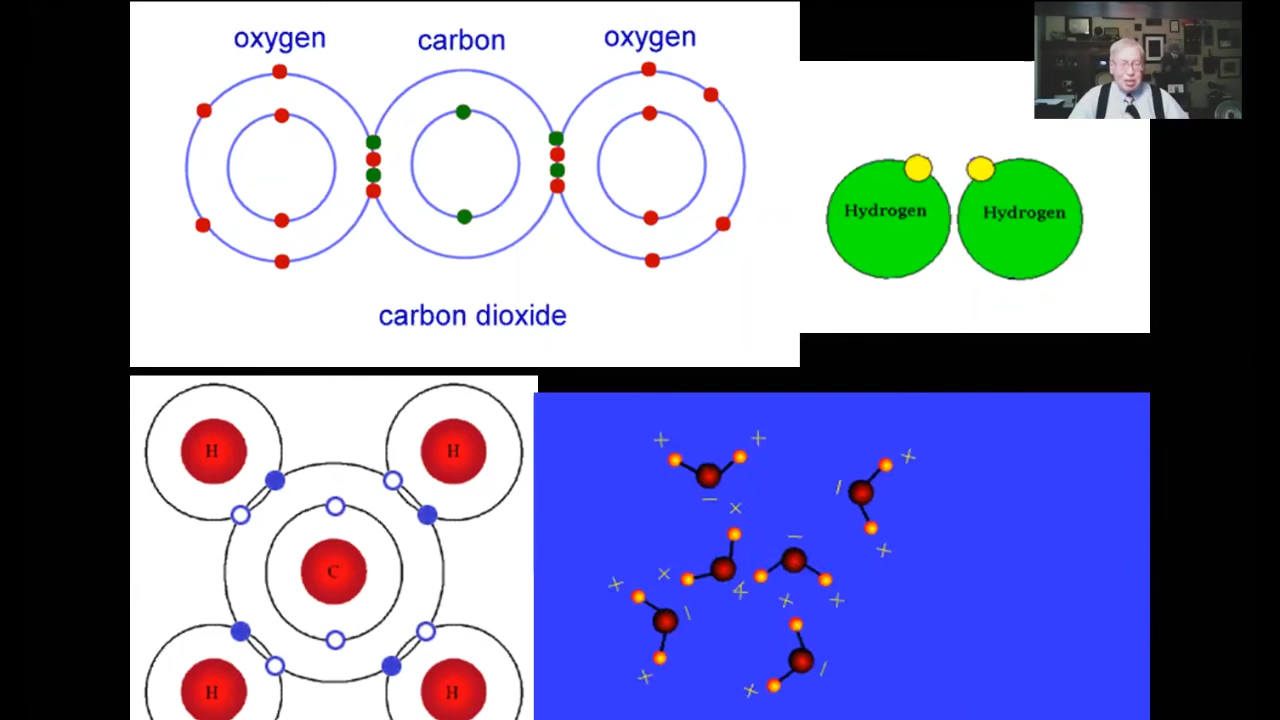 oxygen carbon oxygen
carbon dioxide
Hydrogen Hydrogen
H H
C
H H
+ +
−
+
/
+
+
−
+
+
+ +
+
/
+
+
/